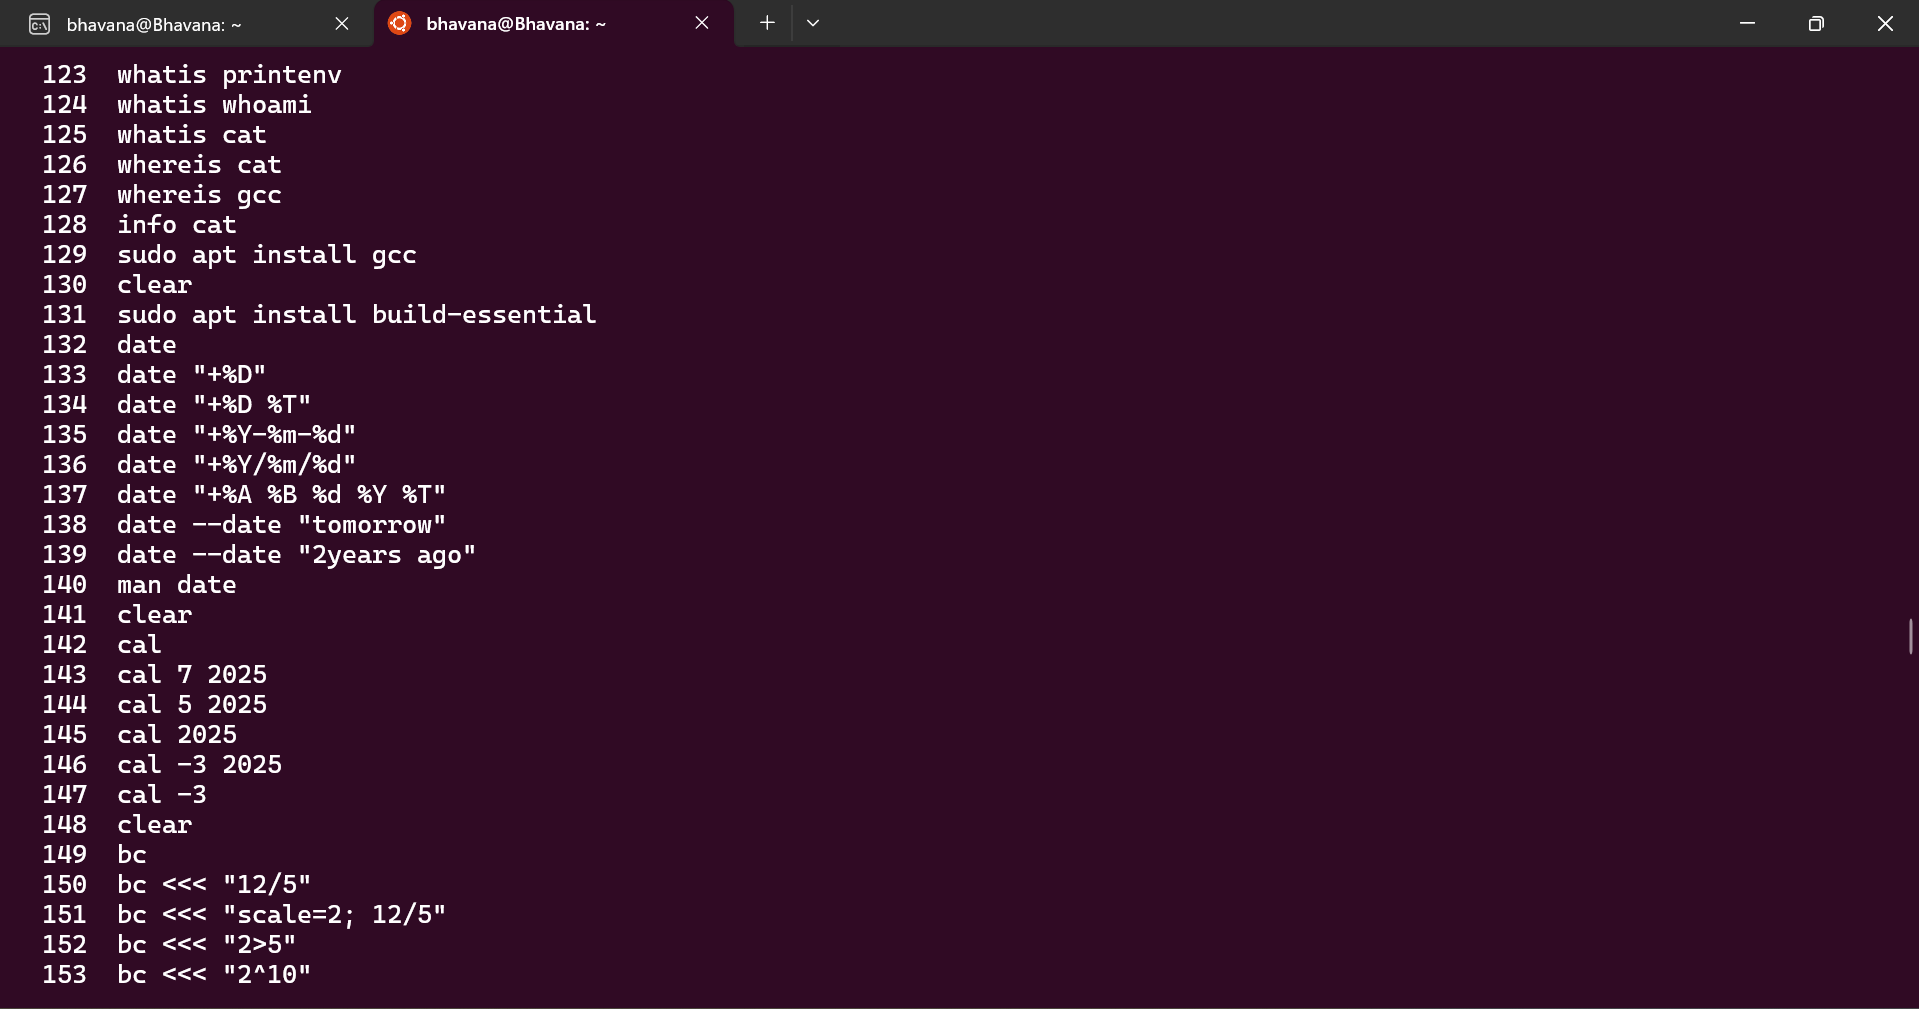 bhavana@Bhavana: ~
bhavana@Bhavana: ~
123 whatis printenv
124 whatis whoami
125 whatis cat
126 whereis cat
127 whereis gcc
128 info cat
129 sudo apt install gcc
130 clear
131 sudo apt install build-essential
132 date
133 date "+%D"
134 date "+%D %T"
135 date "+%Y-%m-%d"
136 date "+%Y/%m/%d"
137 date "+%A %B %d %Y %T"
138 date --date "tomorrow"
139 date --date "2years ago"
140 man date
141 clear
142 cal
143 cal 7 2025
144 cal 5 2025
145 cal 2025
146 cal -3 2025
147 cal -3
148 clear
149 bc
150 bc <<< "12/5"
151 bc <<< "scale=2; 12/5"
152 bc <<< "2>5"
153 bc <<< "2^10"